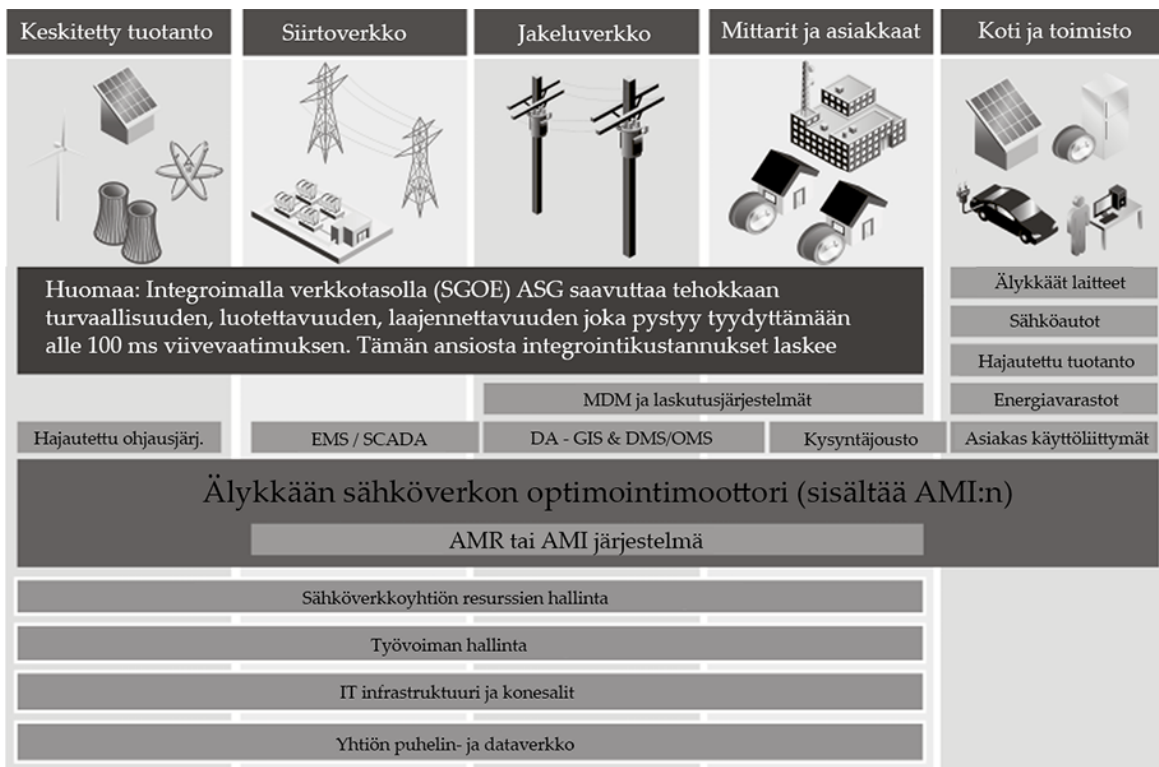 Keskitetty tuotanto
Siirtoverkko
Jakeluverkko
Mittarit ja asiakkaat
Koti ja toimisto
Huomaa: Integroimalla verkkotasolla (SGOE) ASG saavuttaa tehokkaan
turvaallisuuden, luotettavuuden, laajennettavuuden joka pystyy tyydyttämään
alle 100 ms viivevaatimuksen. Tämän ansiosta integrointikustannukset laskee
Älykkäät laitteet
Sähköautot
Hajautettu tuotanto
MDM ja laskutusjärjestelmät
Energiavarastot
Hajautettu ohjausjärj.
EMS / SCADA
DA - GIS & DMS/OMS
Kysyntäjousto
Asiakas käyttöliittymät
Älykkään sähköverkon optimointimoottori (sisältää AMI:n)
AMR tai AMI järjestelmä
Sähköverkkoyhtiön resurssien hallinta
Työvoiman hallinta
IT infrastruktuuri ja konesalit
Yhtiön puhelin- ja dataverkko